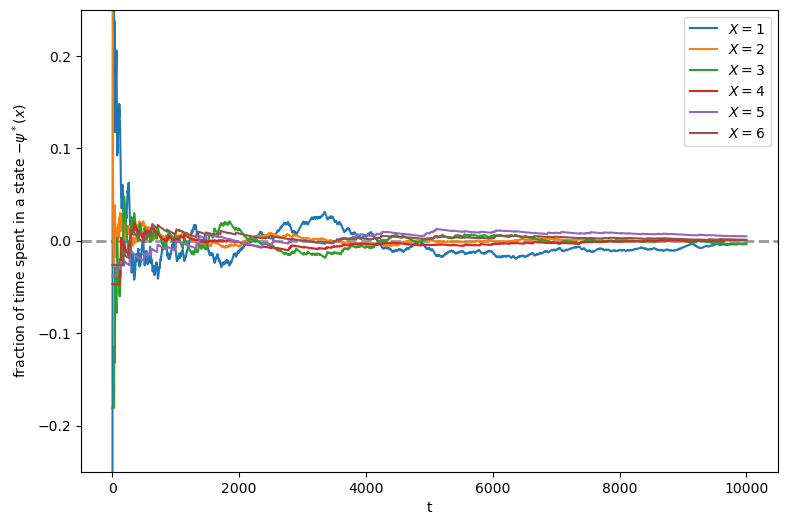 0.2
0.1
0.0
−0.1
−0.2
fraction of time spent in a state −ψ*(x)
0
2000
4000
6000
8000
10000
t
X = 1
X = 2
X = 3
X = 4
X = 5
X = 6